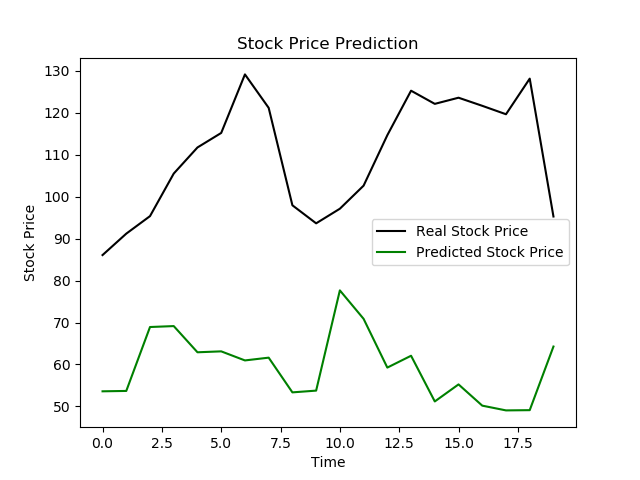 Stock Price Prediction
130
120
110
100
90
80
70
60
50
Stock Price
Real Stock Price
Predicted Stock Price
0.0 2.5 5.0 7.5 10.0 12.5 15.0 17.5
Time